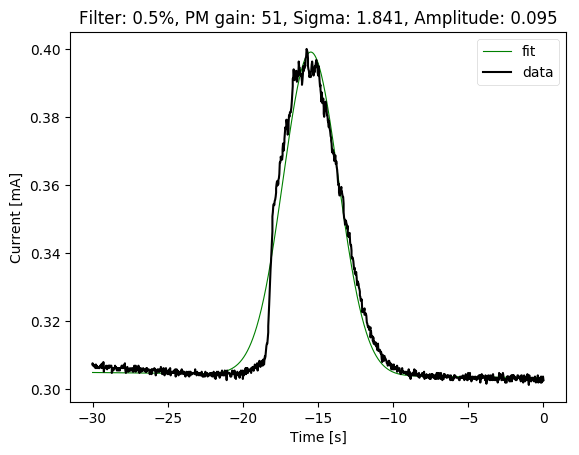 Filter: 0.5%, PM gain: 51, Sigma: 1.841, Amplitude: 0.095
fit
data
0.40
0.38
0.36
0.34
0.32
0.30
Current [mA]
−30
−25
−20
−15
−10
−5
0
Time [s]